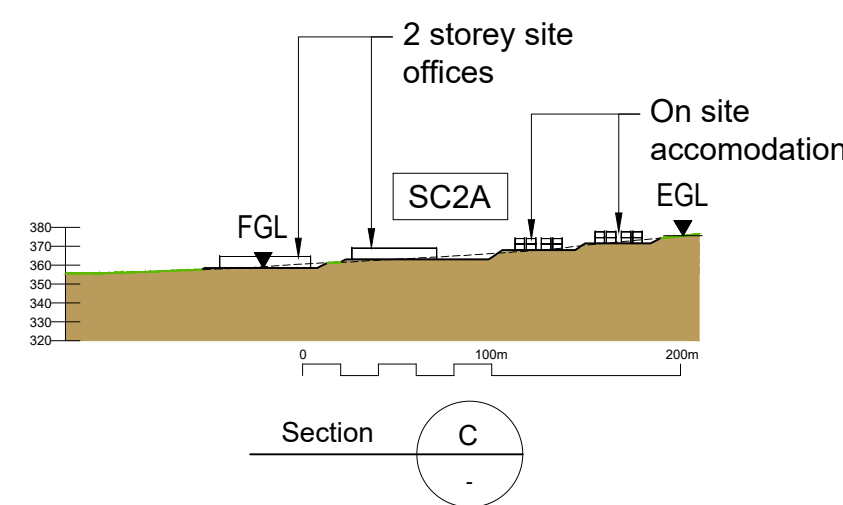 2 storey site
offices
On site
accomodation
SC2A
FGL
EGL
380
370
360
350
340
330
320
0 100m 200m
Section C
-